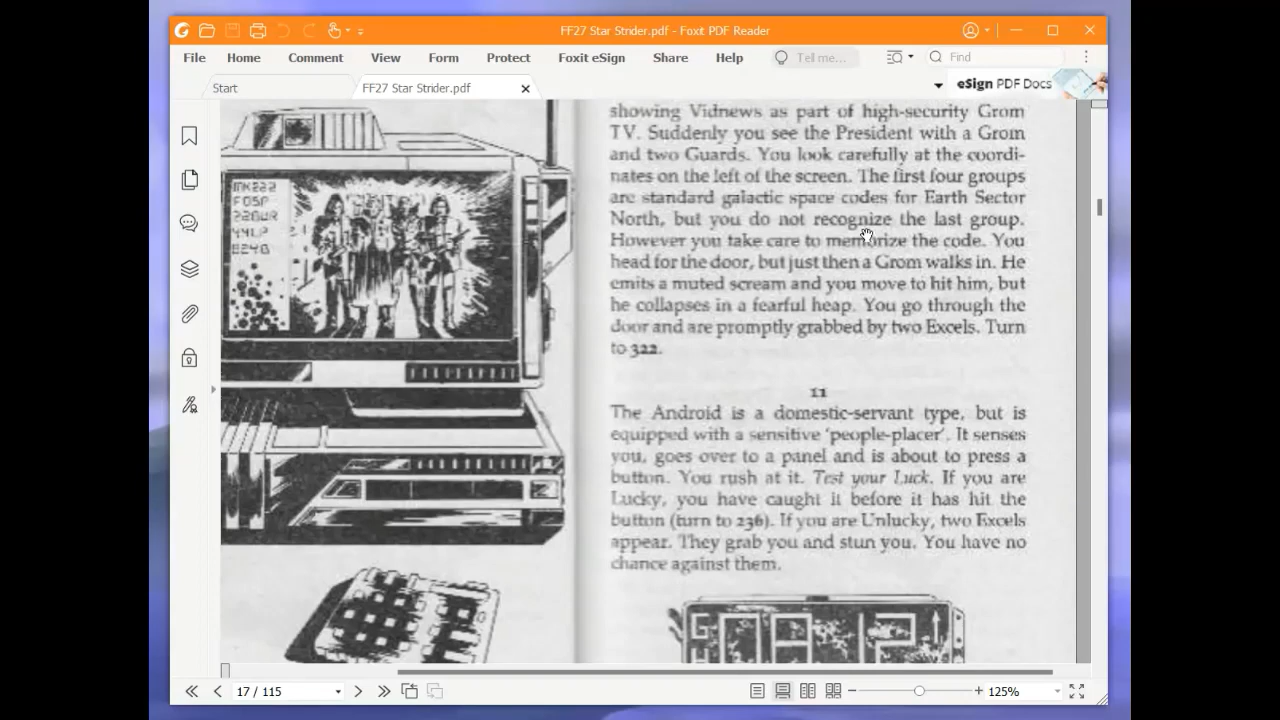 FF27 Star Strider.pdf - Foxit PDF Reader
File Home Comment View Form Protect Foxit eSign Share Help Tell me... Find
Start FF27 Star Strider.pdf eSign PDF Docs
MK222
FOSP
44LP
showing Vidnews as part of high-security Grom
TV. Suddenly you see the President with a Grom
and two Guards. You look carefully at the coordi-
nates on the left of the screen. The first four groups
are standard galactic space codes for Earth Sector
North, but you do not recognize the last group.
However you take care to memorize the code. You
head for the door, but just then a Grom walks in. He
emits a muted scream and you move to hit him, but
he collapses in a fearful heap. You go through the
door and are promptly grabbed by two Excels. Turn
to 322.
11
The Android is a domestic-servant type, but is
equipped with a sensitive 'people-placer'. It senses
you, goes over to a panel and is about to press a
button. You rush at it. Test your Luck. If you are
Lucky, you have caught it before it has hit the
button (turn to 236). If you are Unlucky, two Excels
appear. They grab you and stun you. You have no
chance against them.
17 / 115 125%